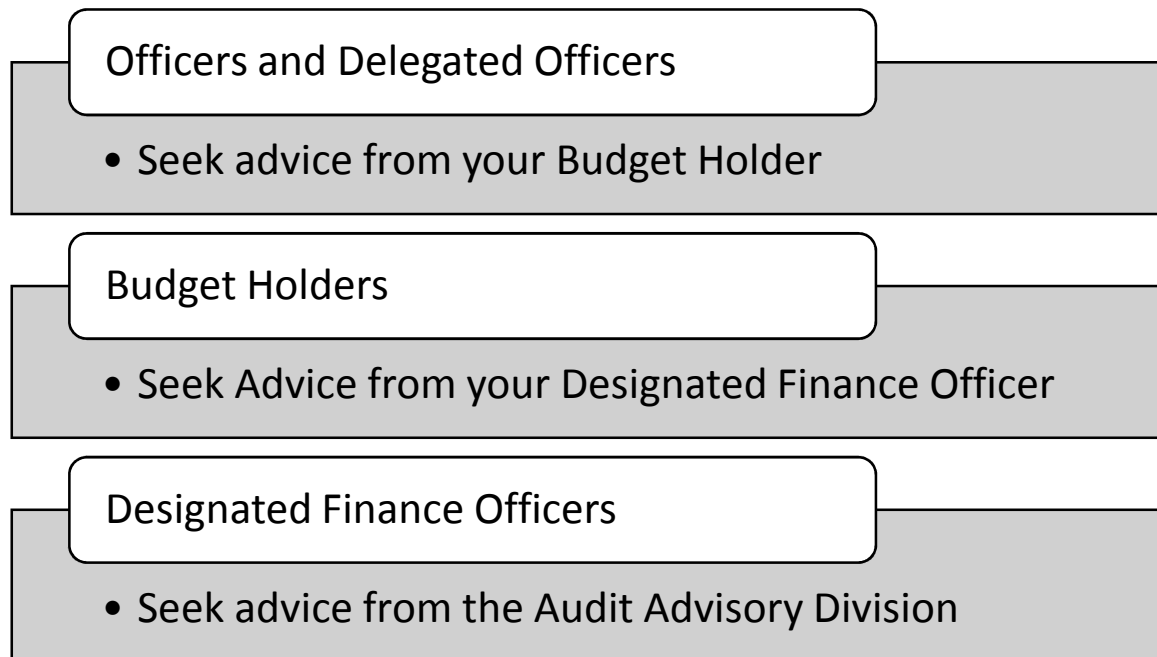 Officers and Delegated Officers
• Seek advice from your Budget Holder
Budget Holders
• Seek Advice from your Designated Finance Officer
Designated Finance Officers
• Seek advice from the Audit Advisory Division